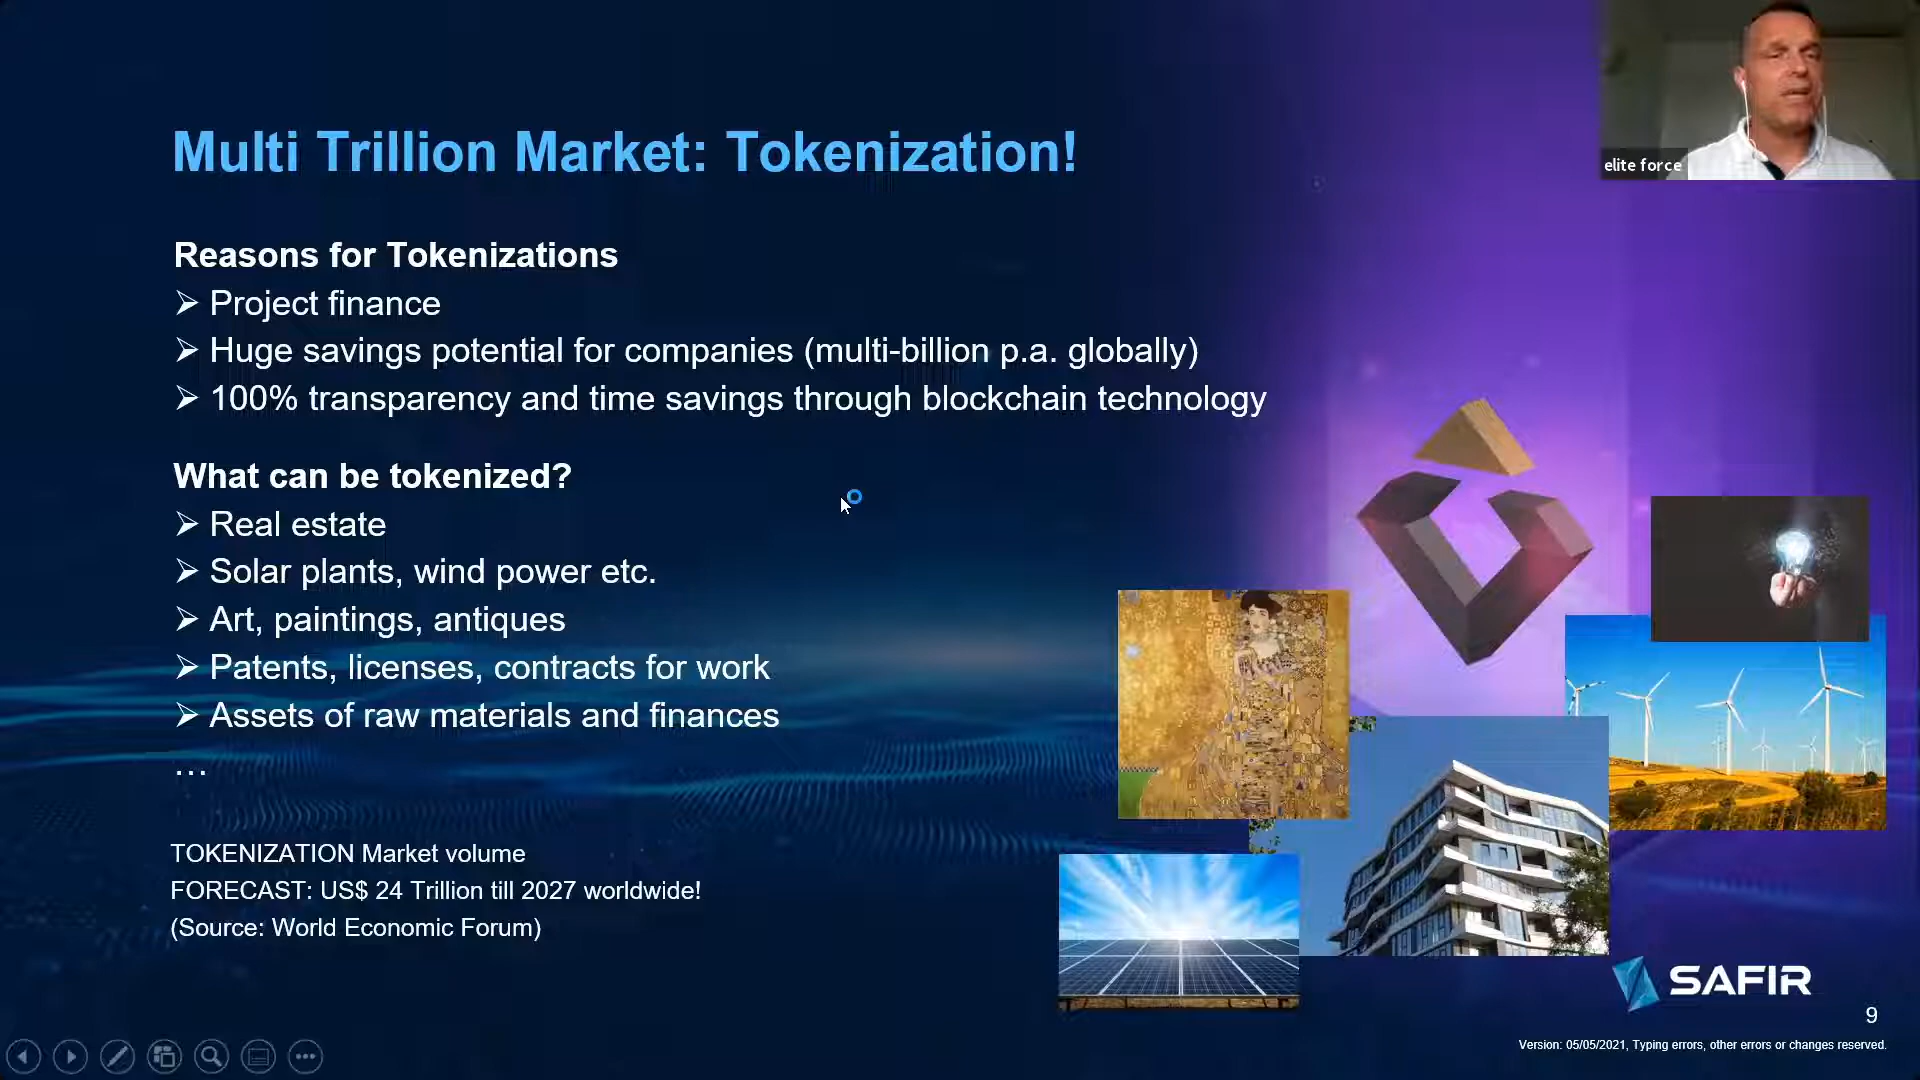 elite force
Multi Trillion Market: Tokenization!
Reasons for Tokenizations
➢ Project finance
➢ Huge savings potential for companies (multi-billion p.a. globally)
➢ 100% transparency and time savings through blockchain technology
What can be tokenized?
➢ Real estate
➢ Solar plants, wind power etc.
➢ Art, paintings, antiques
➢ Patents, licenses, contracts for work
➢ Assets of raw materials and finances
…
TOKENIZATION Market volume
FORECAST: US$ 24 Trillion till 2027 worldwide!
(Source: World Economic Forum)
SAFIR
9
Version: 05/05/2021, Typing errors, other errors or changes reserved.